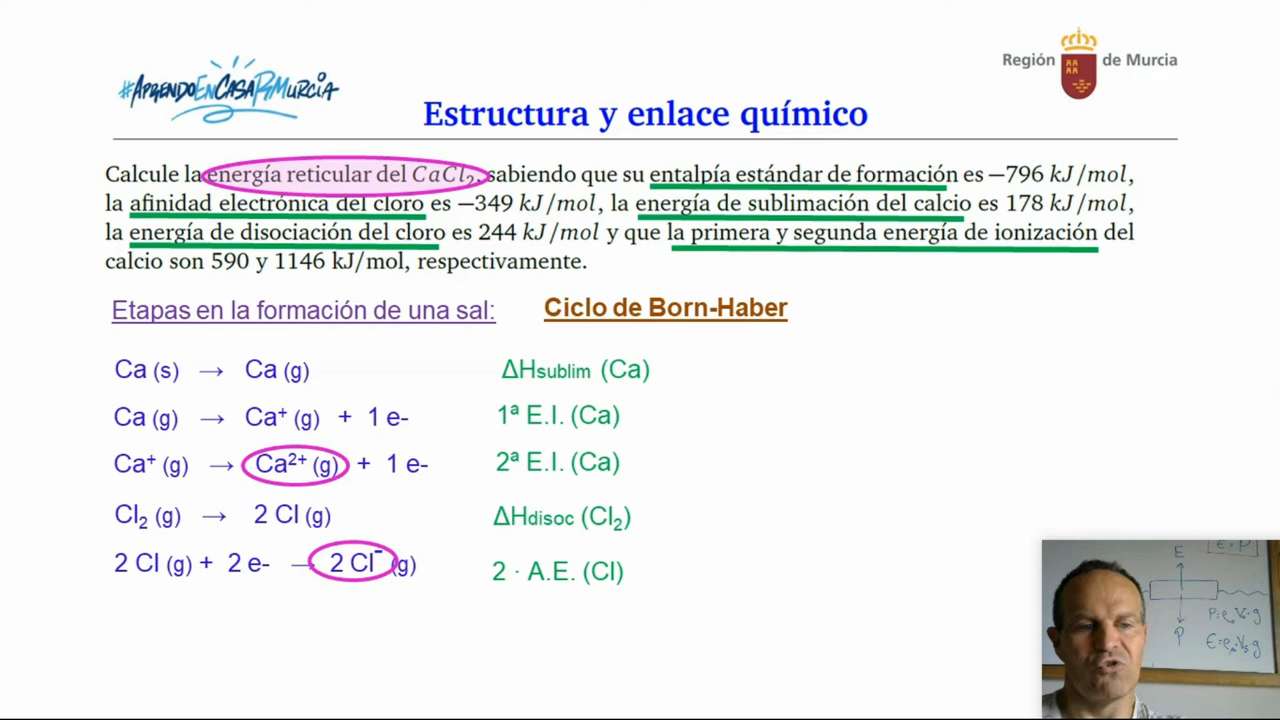 #APRENDOENCASARMURCIA
Región de Murcia
Estructura y enlace químico
Calcule la energía reticular del CaCl₂, sabiendo que su entalpía estándar de formación es −796 kJ/mol,
la afinidad electrónica del cloro es −349 kJ/mol, la energía de sublimación del calcio es 178 kJ/mol,
la energía de disociación del cloro es 244 kJ/mol y que la primera y segunda energía de ionización del
calcio son 590 y 1146 kJ/mol, respectivamente.
Etapas en la formación de una sal: Ciclo de Born-Haber
Ca (s) → Ca (g) ΔHsublim (Ca)
Ca (g) → Ca⁺ (g) + 1 e- 1ª E.I. (Ca)
Ca⁺ (g) → Ca²⁺ (g) + 1 e- 2ª E.I. (Ca)
Cl₂ (g) → 2 Cl (g) ΔHdisoc (Cl₂)
2 Cl (g) + 2 e- → 2 Cl⁻ (g) 2 · A.E. (Cl)
E
P